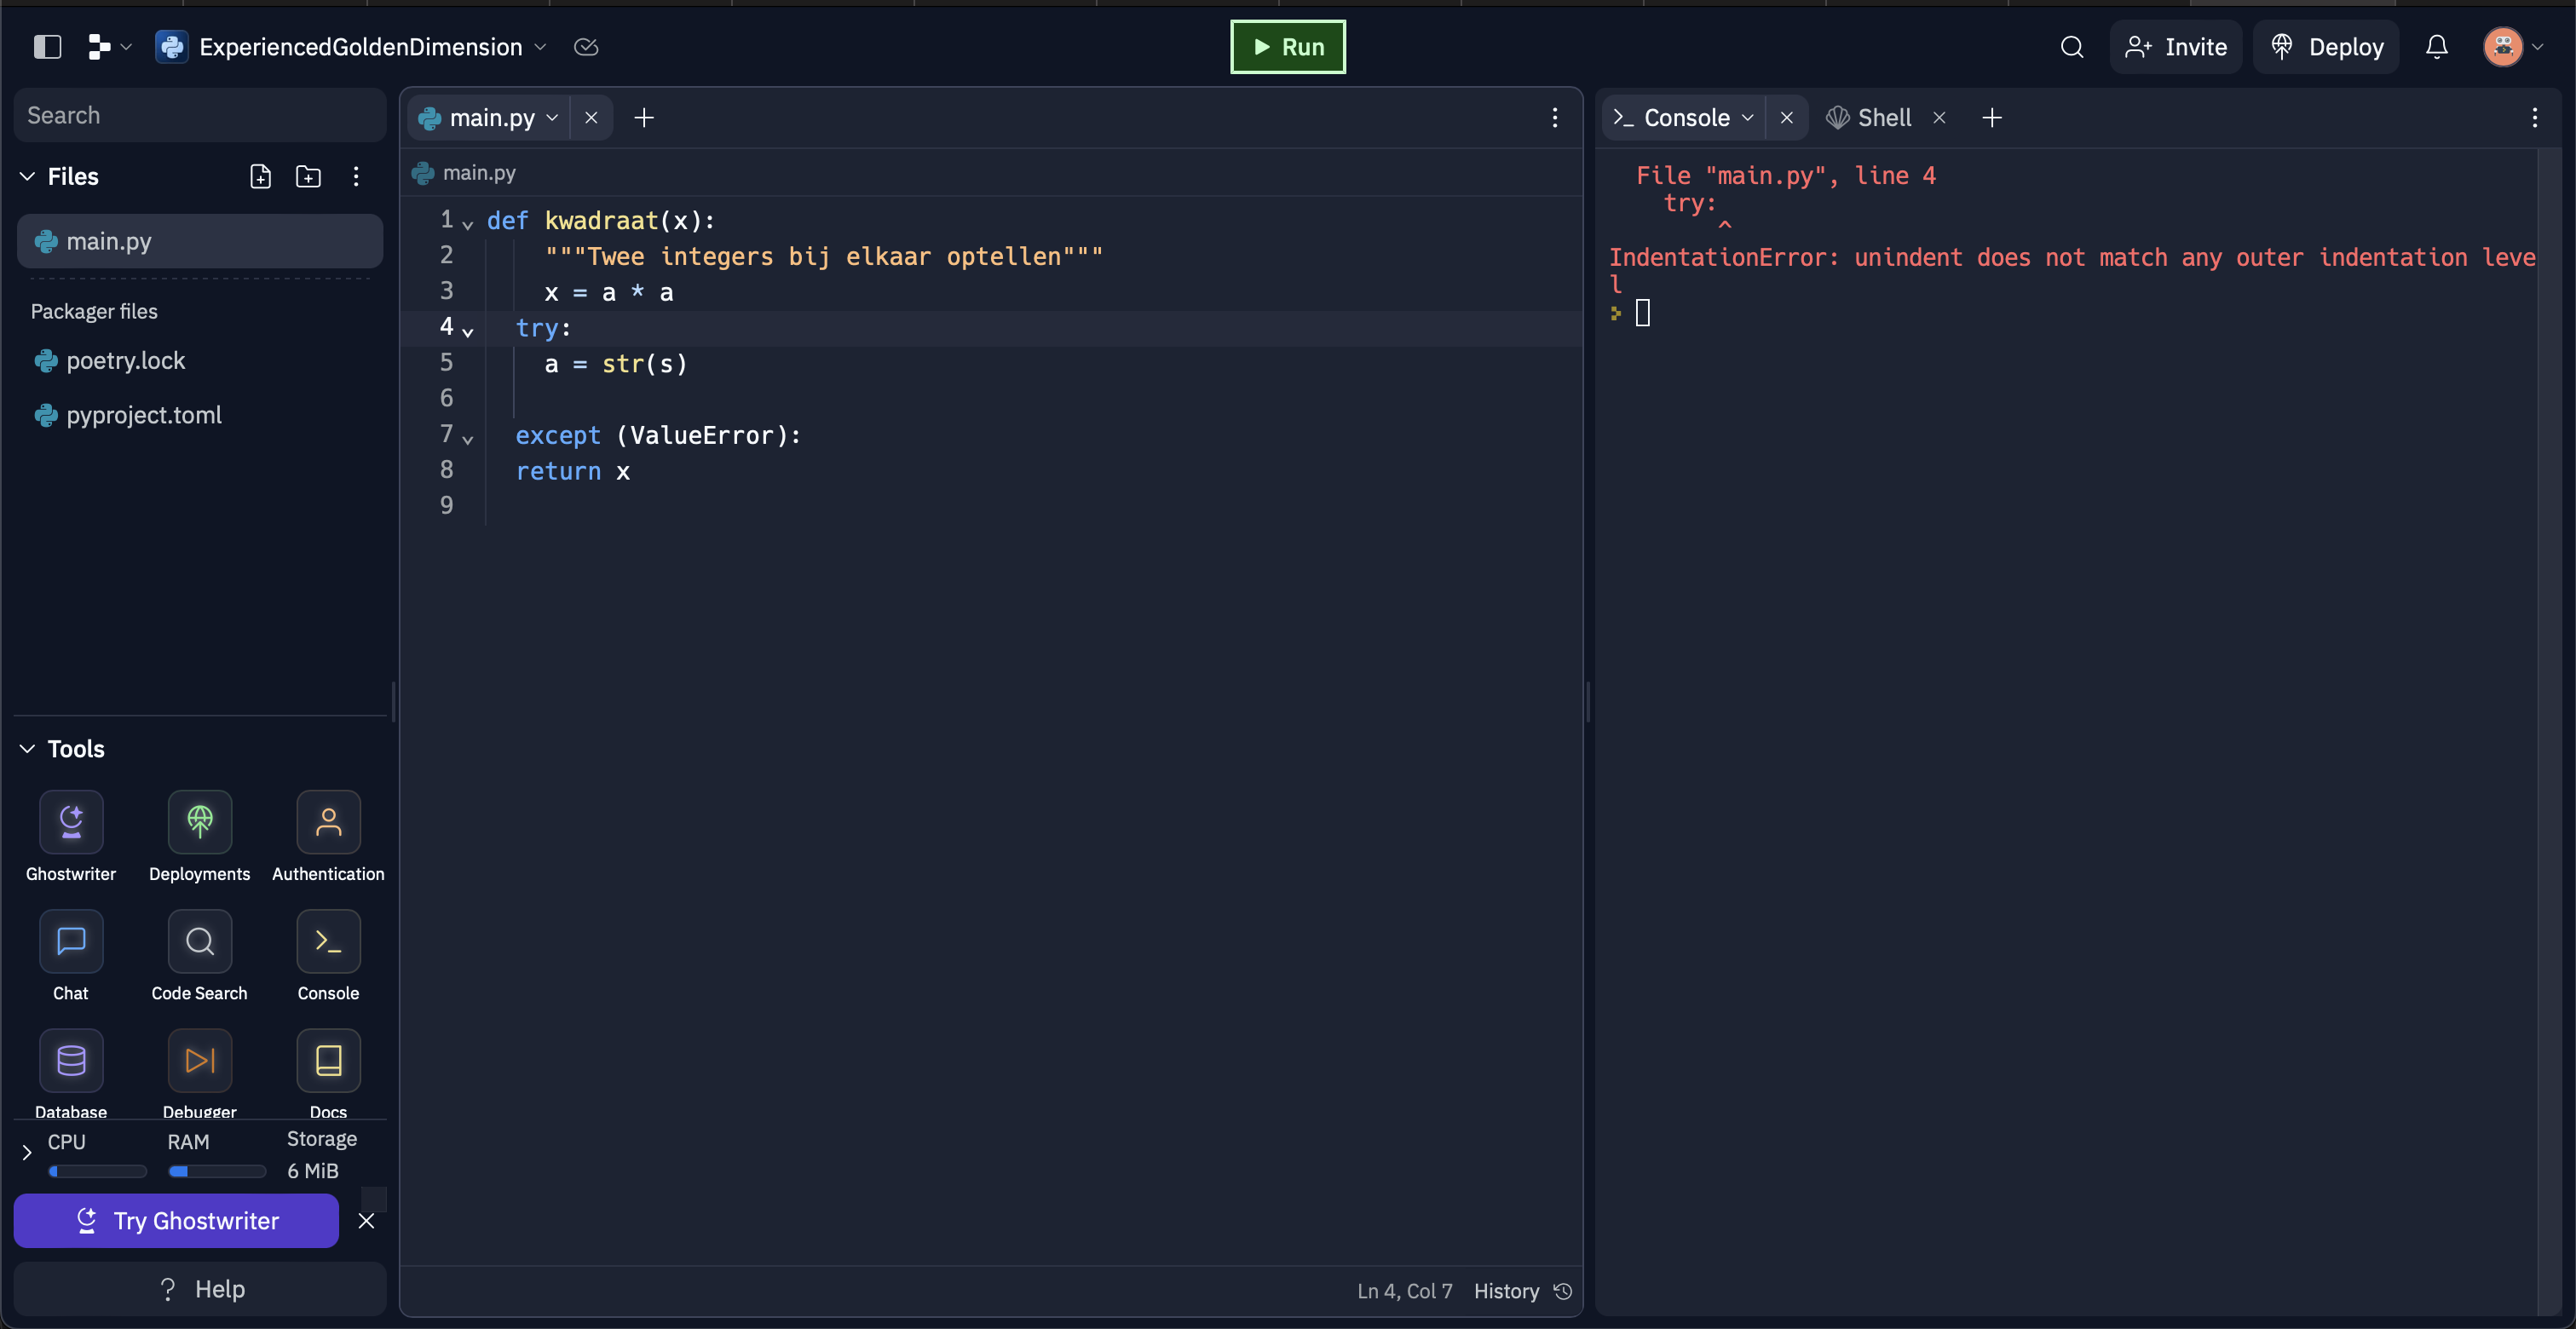 ExperiencedGoldenDimension
Run
Invite
Deploy
Search
Files
main.py
Packager files
poetry.lock
pyproject.toml
Tools
Ghostwriter
Deployments
Authentication
Chat
Code Search
Console
Database
Debugger
Docs
CPU
RAM
Storage
6 MiB
Try Ghostwriter
? Help
main.py
main.py
1 def kwadraat(x):
2     """Twee integers bij elkaar optellen"""
3     x = a * a
4   try:
5     a = str(s)
6
7   except (ValueError):
8   return x
9
Ln 4, Col 7
History
>_ Console
Shell
  File "main.py", line 4
    try:
        ^
IndentationError: unindent does not match any outer indentation leve
l